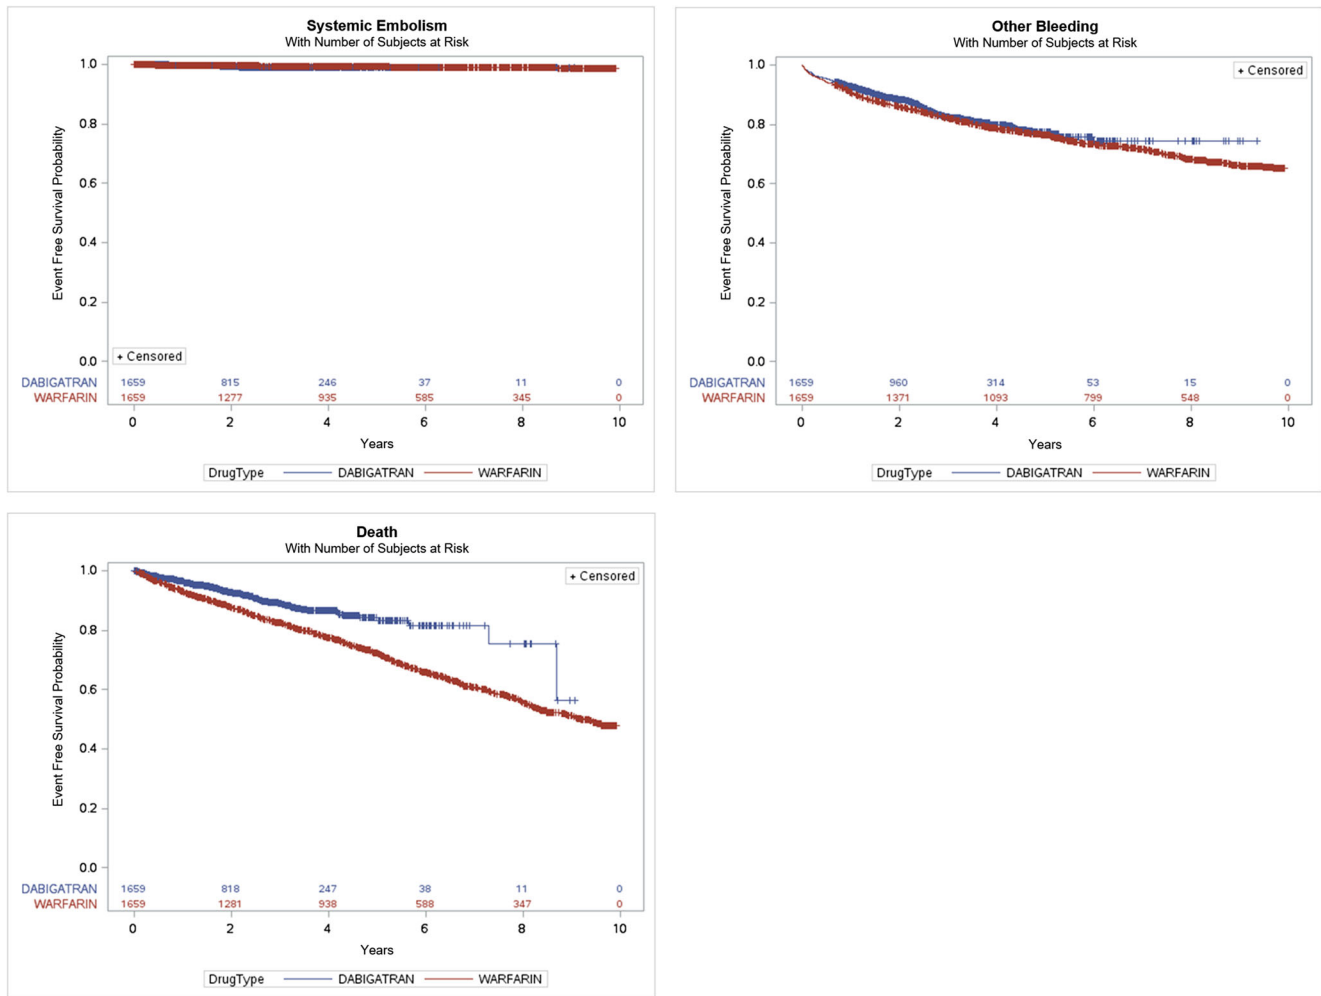 Systemic Embolism
With Number of Subjects at Risk
Event Free Survival Probability
1.0
0.8
0.6
0.4
0.2
0.0
+ Censored
DABIGATRAN 1659 815 246 37 11 0
WARFARIN 1659 1277 935 585 345 0
0 2 4 6 8 10
Years
DrugType DABIGATRAN WARFARIN
Other Bleeding
With Number of Subjects at Risk
Event Free Survival Probability
1.0
+ Censored
0.8
0.6
0.4
0.2
0.0
DABIGATRAN 1659 960 314 53 15 0
WARFARIN 1659 1371 1093 799 548 0
0 2 4 6 8 10
Years
DrugType DABIGATRAN WARFARIN
Death
With Number of Subjects at Risk
Event Free Survival Probability
1.0
+ Censored
0.8
0.6
0.4
0.2
0.0
DABIGATRAN 1659 818 247 38 11 0
WARFARIN 1659 1281 938 588 347 0
0 2 4 6 8 10
Years
DrugType DABIGATRAN WARFARIN